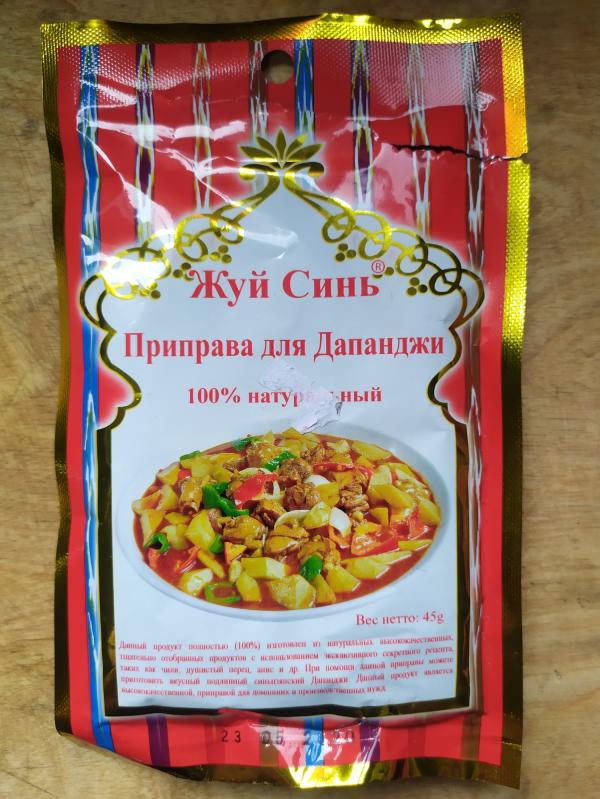 Жуй Синь®
Приправа для Дапанджи
100% натуральный
Вес нетто: 45g
Данный продукт полностью (100%) изготовлен из натуральных высококачественных,
тщательно отобранных продуктов с использованием эксклюзивного секретного рецепта,
таких как чили, душистый перец, анис и др. При помощи данной приправы можете
приготовить вкусный подлинный синьцзянский Дапанджи. Данный продукт является
высококачественной, приправой для домашних и производственных нужд
23 05